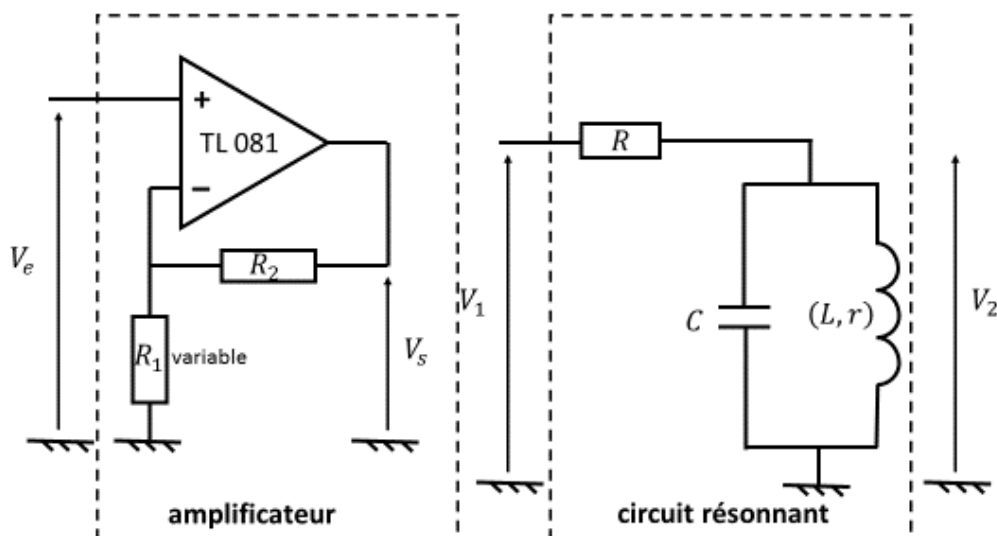 +
TL 081
−
V_e
R_2
R_1 variable
V_s
amplificateur
R
V_1
C
(L, r)
V_2
circuit résonnant